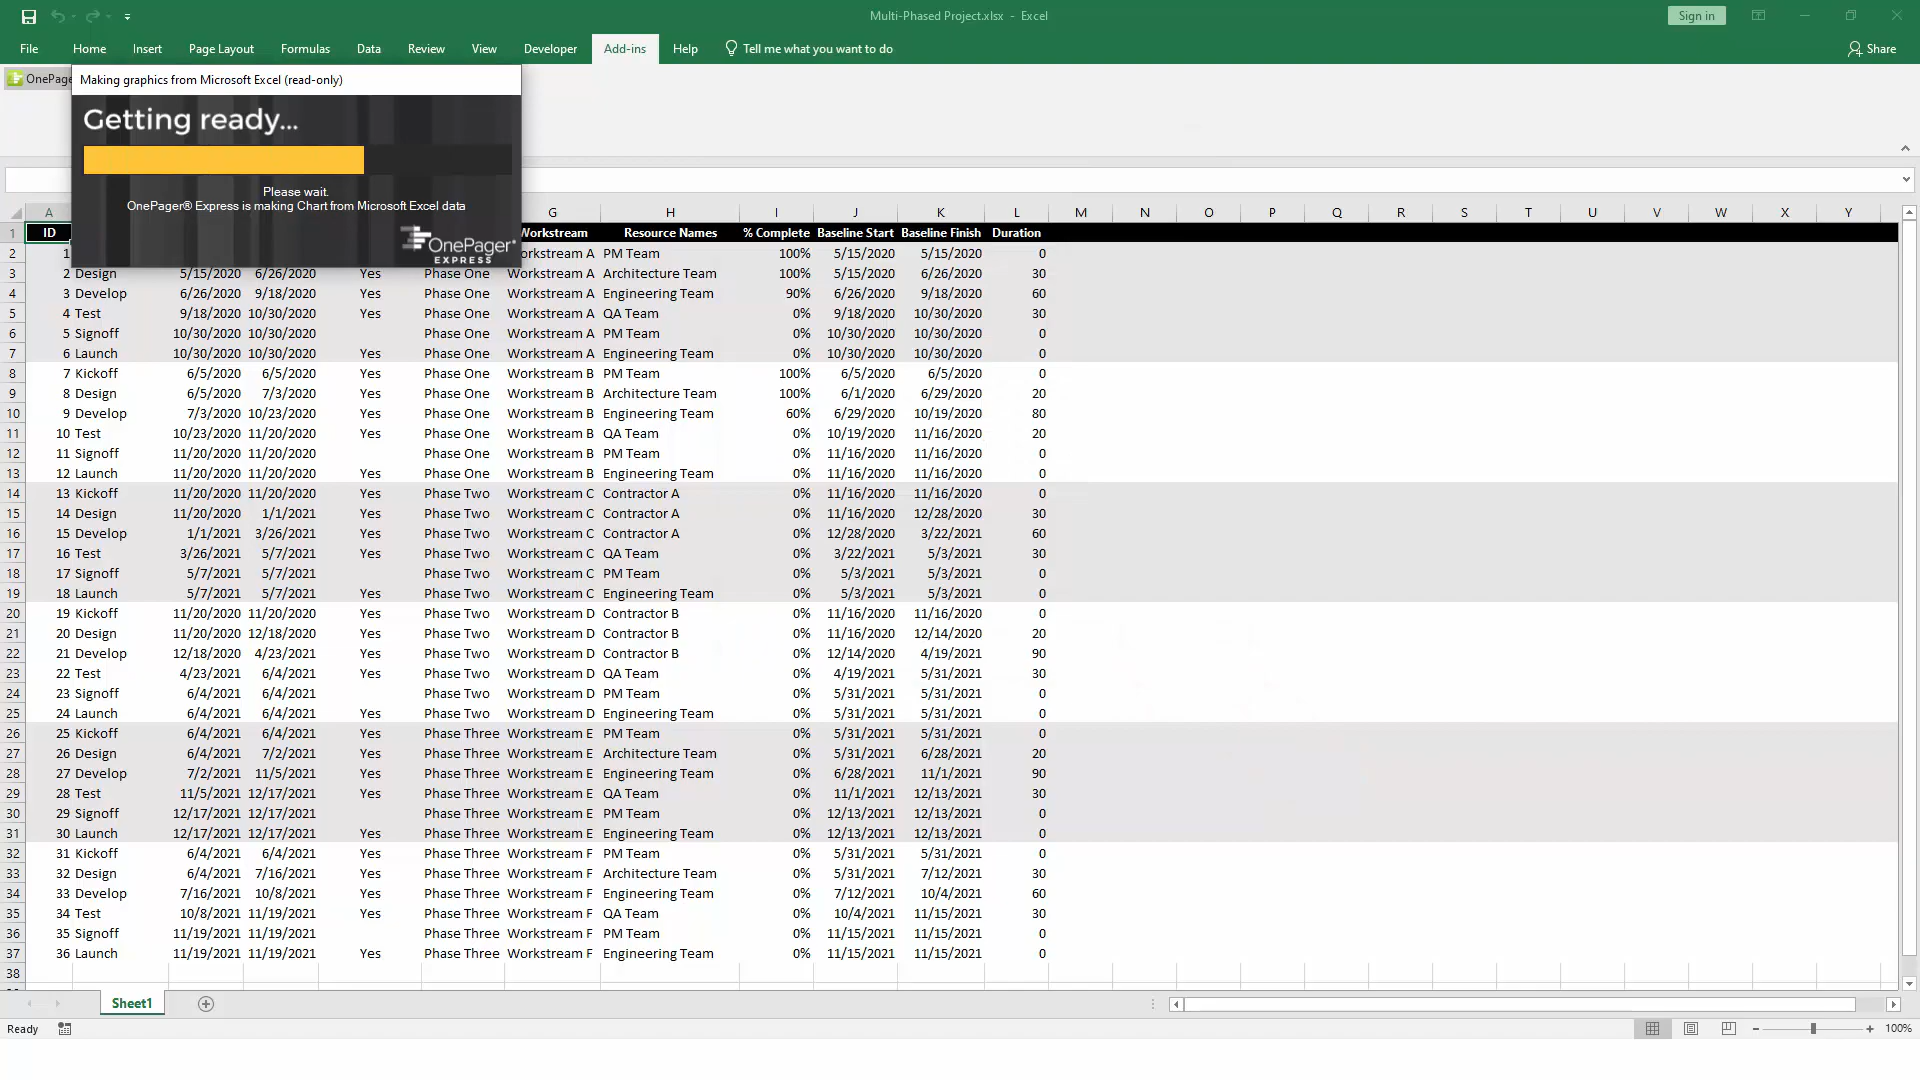 Multi-Phased Project.xlsx - Excel
Sign in
File Home Insert Page Layout Formulas Data Review View Developer Add-ins Help Tell me what you want to do Share
OnePage
Making graphics from Microsoft Excel (read-only)
Getting ready...
Please wait.
OnePager® Express is making Chart from Microsoft Excel data
OnePager
EXPRESS
A G H I J K L M N O P Q R S T U V W X Y
1 ID Workstream Resource Names % Complete Baseline Start Baseline Finish Duration
2 1 orkstream A PM Team 100% 5/15/2020 5/15/2020 0
3 2 Design 5/15/2020 6/26/2020 Yes Phase One Workstream A Architecture Team 100% 5/15/2020 6/26/2020 30
4 3 Develop 6/26/2020 9/18/2020 Yes Phase One Workstream A Engineering Team 90% 6/26/2020 9/18/2020 60
5 4 Test 9/18/2020 10/30/2020 Yes Phase One Workstream A QA Team 0% 9/18/2020 10/30/2020 30
6 5 Signoff 10/30/2020 10/30/2020 Phase One Workstream A PM Team 0% 10/30/2020 10/30/2020 0
7 6 Launch 10/30/2020 10/30/2020 Yes Phase One Workstream A Engineering Team 0% 10/30/2020 10/30/2020 0
8 7 Kickoff 6/5/2020 6/5/2020 Yes Phase One Workstream B PM Team 100% 6/5/2020 6/5/2020 0
9 8 Design 6/5/2020 7/3/2020 Yes Phase One Workstream B Architecture Team 100% 6/1/2020 6/29/2020 20
10 9 Develop 7/3/2020 10/23/2020 Yes Phase One Workstream B Engineering Team 60% 6/29/2020 10/19/2020 80
11 10 Test 10/23/2020 11/20/2020 Yes Phase One Workstream B QA Team 0% 10/19/2020 11/16/2020 20
12 11 Signoff 11/20/2020 11/20/2020 Phase One Workstream B PM Team 0% 11/16/2020 11/16/2020 0
13 12 Launch 11/20/2020 11/20/2020 Yes Phase One Workstream B Engineering Team 0% 11/16/2020 11/16/2020 0
14 13 Kickoff 11/20/2020 11/20/2020 Yes Phase Two Workstream C Contractor A 0% 11/16/2020 11/16/2020 0
15 14 Design 11/20/2020 1/1/2021 Yes Phase Two Workstream C Contractor A 0% 11/16/2020 12/28/2020 30
16 15 Develop 1/1/2021 3/26/2021 Yes Phase Two Workstream C Contractor A 0% 12/28/2020 3/22/2021 60
17 16 Test 3/26/2021 5/7/2021 Yes Phase Two Workstream C QA Team 0% 3/22/2021 5/3/2021 30
18 17 Signoff 5/7/2021 5/7/2021 Phase Two Workstream C PM Team 0% 5/3/2021 5/3/2021 0
19 18 Launch 5/7/2021 5/7/2021 Yes Phase Two Workstream C Engineering Team 0% 5/3/2021 5/3/2021 0
20 19 Kickoff 11/20/2020 11/20/2020 Yes Phase Two Workstream D Contractor B 0% 11/16/2020 11/16/2020 0
21 20 Design 11/20/2020 12/18/2020 Yes Phase Two Workstream D Contractor B 0% 11/16/2020 12/14/2020 20
22 21 Develop 12/18/2020 4/23/2021 Yes Phase Two Workstream D Contractor B 0% 12/14/2020 4/19/2021 90
23 22 Test 4/23/2021 6/4/2021 Yes Phase Two Workstream D QA Team 0% 4/19/2021 5/31/2021 30
24 23 Signoff 6/4/2021 6/4/2021 Phase Two Workstream D PM Team 0% 5/31/2021 5/31/2021 0
25 24 Launch 6/4/2021 6/4/2021 Yes Phase Two Workstream D Engineering Team 0% 5/31/2021 5/31/2021 0
26 25 Kickoff 6/4/2021 6/4/2021 Yes Phase Three Workstream E PM Team 0% 5/31/2021 5/31/2021 0
27 26 Design 6/4/2021 7/2/2021 Yes Phase Three Workstream E Architecture Team 0% 5/31/2021 6/28/2021 20
28 27 Develop 7/2/2021 11/5/2021 Yes Phase Three Workstream E Engineering Team 0% 6/28/2021 11/1/2021 90
29 28 Test 11/5/2021 12/17/2021 Yes Phase Three Workstream E QA Team 0% 11/1/2021 12/13/2021 30
30 29 Signoff 12/17/2021 12/17/2021 Phase Three Workstream E PM Team 0% 12/13/2021 12/13/2021 0
31 30 Launch 12/17/2021 12/17/2021 Yes Phase Three Workstream E Engineering Team 0% 12/13/2021 12/13/2021 0
32 31 Kickoff 6/4/2021 6/4/2021 Yes Phase Three Workstream F PM Team 0% 5/31/2021 5/31/2021 0
33 32 Design 6/4/2021 7/16/2021 Yes Phase Three Workstream F Architecture Team 0% 5/31/2021 7/12/2021 30
34 33 Develop 7/16/2021 10/8/2021 Yes Phase Three Workstream F Engineering Team 0% 7/12/2021 10/4/2021 60
35 34 Test 10/8/2021 11/19/2021 Yes Phase Three Workstream F QA Team 0% 10/4/2021 11/15/2021 30
36 35 Signoff 11/19/2021 11/19/2021 Phase Three Workstream F PM Team 0% 11/15/2021 11/15/2021 0
37 36 Launch 11/19/2021 11/19/2021 Yes Phase Three Workstream F Engineering Team 0% 11/15/2021 11/15/2021 0
38
Sheet1
Ready
100%